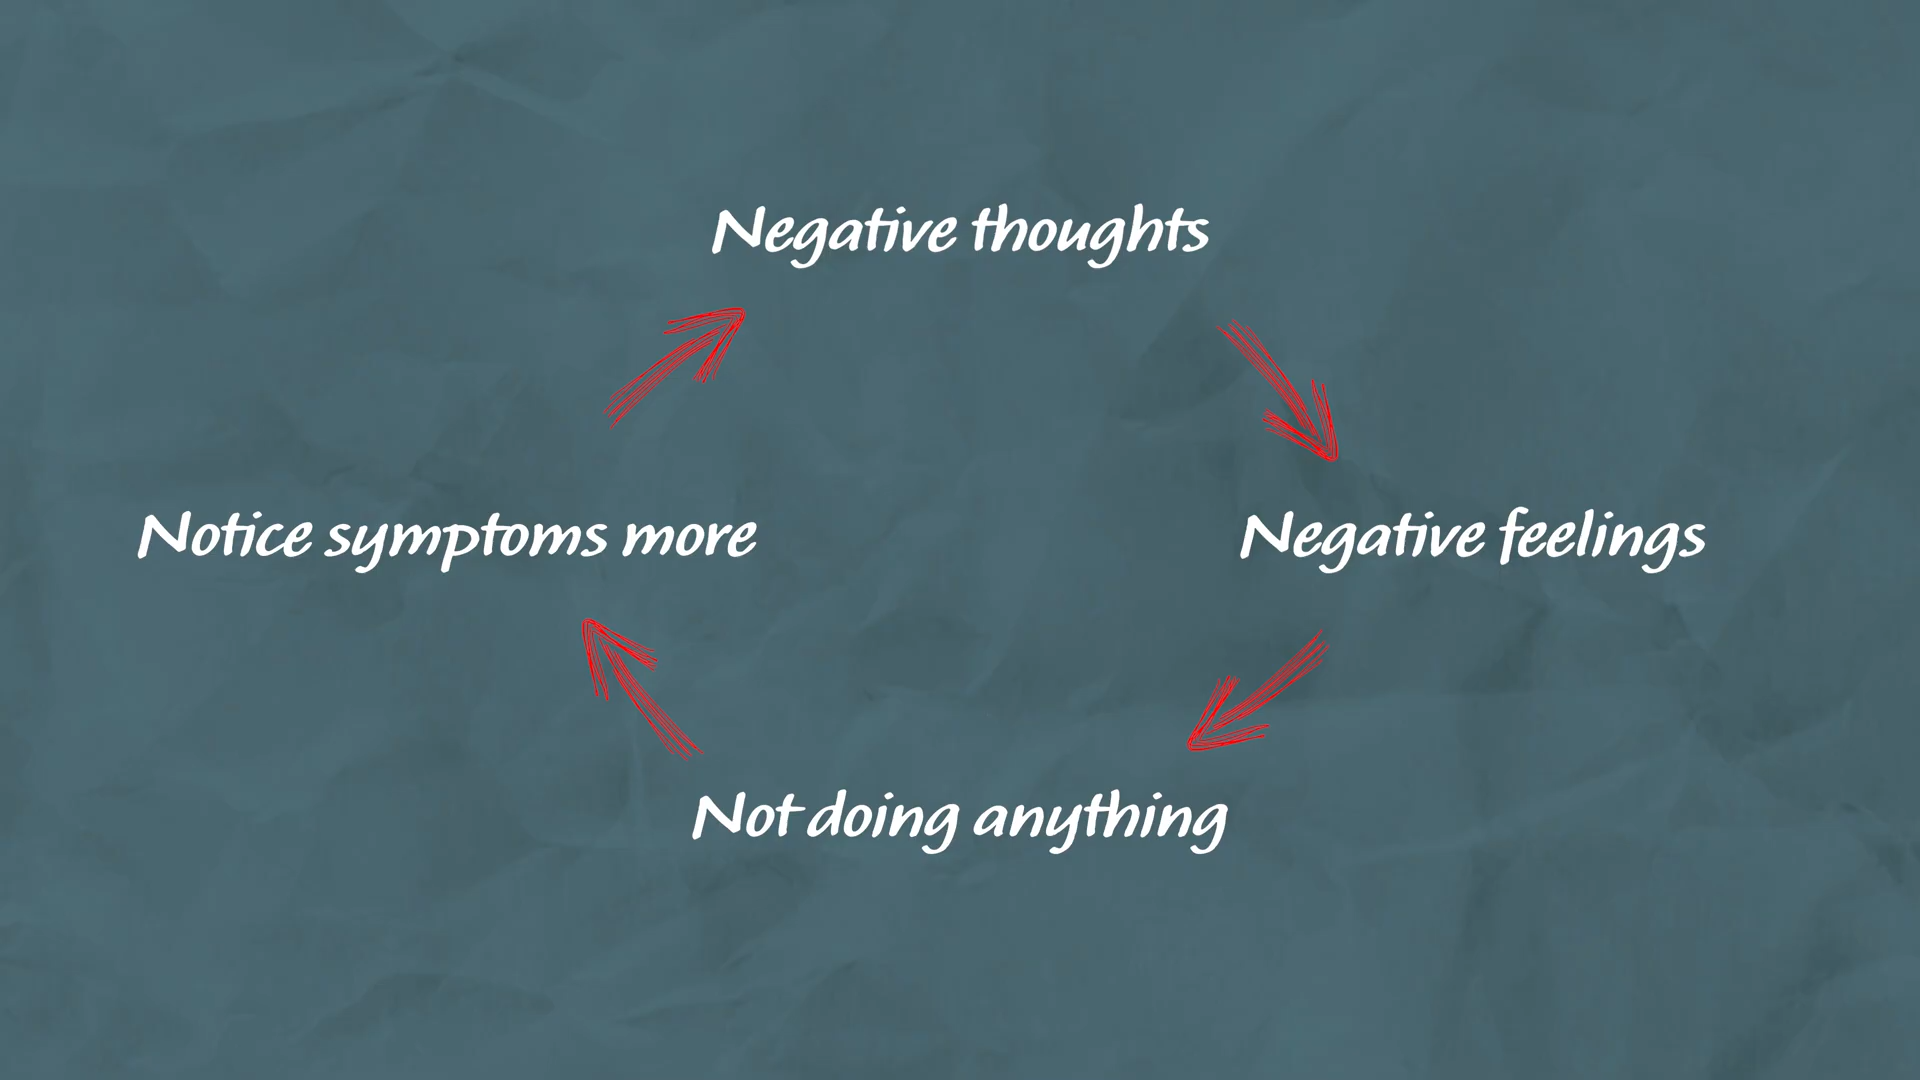 Negative thoughts
Notice symptoms more
Negative feelings
Not doing anything